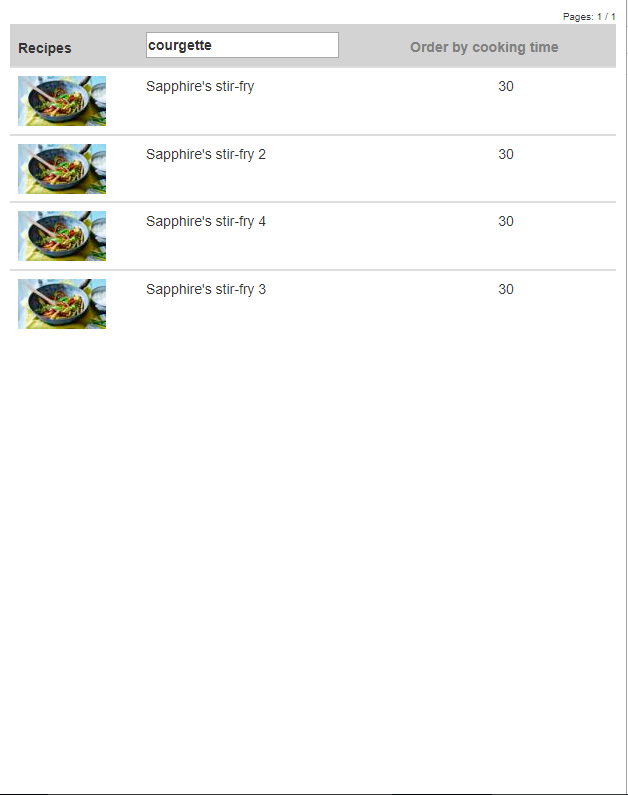 Pages: 1 / 1
Recipes courgette Order by cooking time
Sapphire's stir-fry 30
Sapphire's stir-fry 2 30
Sapphire's stir-fry 4 30
Sapphire's stir-fry 3 30